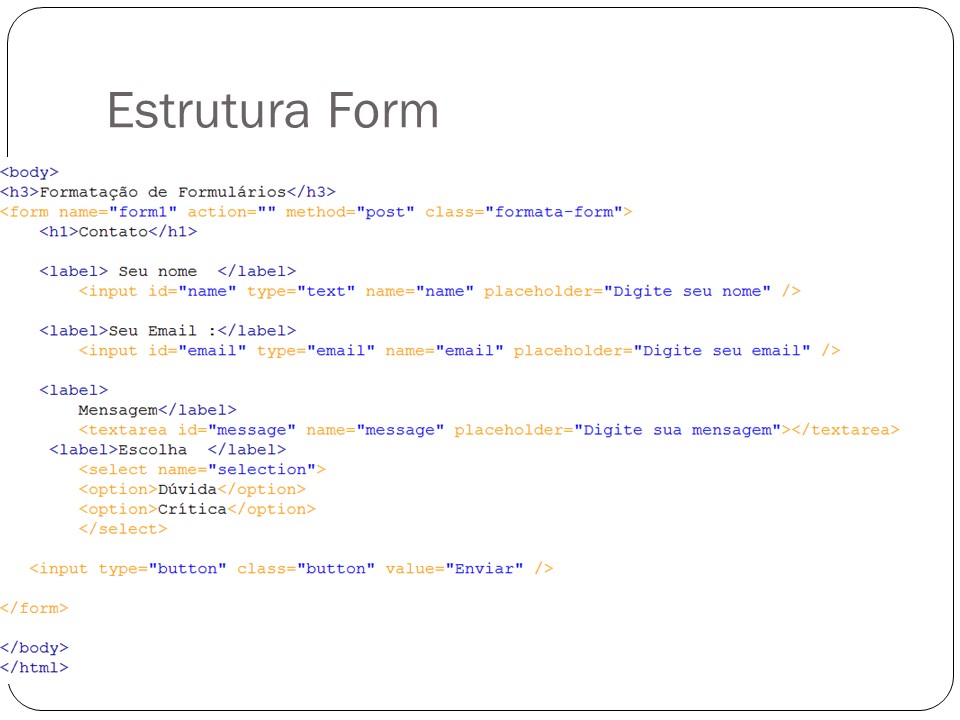 Estrutura Form
<body>
<h3>Formatação de Formulários</h3>
<form name="form1" action="" method="post" class="formata-form">
<h1>Contato</h1>
<label> Seu nome  </label>
<input id="name" type="text" name="name" placeholder="Digite seu nome" />
<label>Seu Email :</label>
<input id="email" type="email" name="email" placeholder="Digite seu email" />
<label>
Mensagem</label>
<textarea id="message" name="message" placeholder="Digite sua mensagem"></textarea>
<label>Escolha  </label>
<select name="selection">
<option>Dúvida</option>
<option>Crítica</option>
</select>
<input type="button" class="button" value="Enviar" />
</form>
</body>
</html>